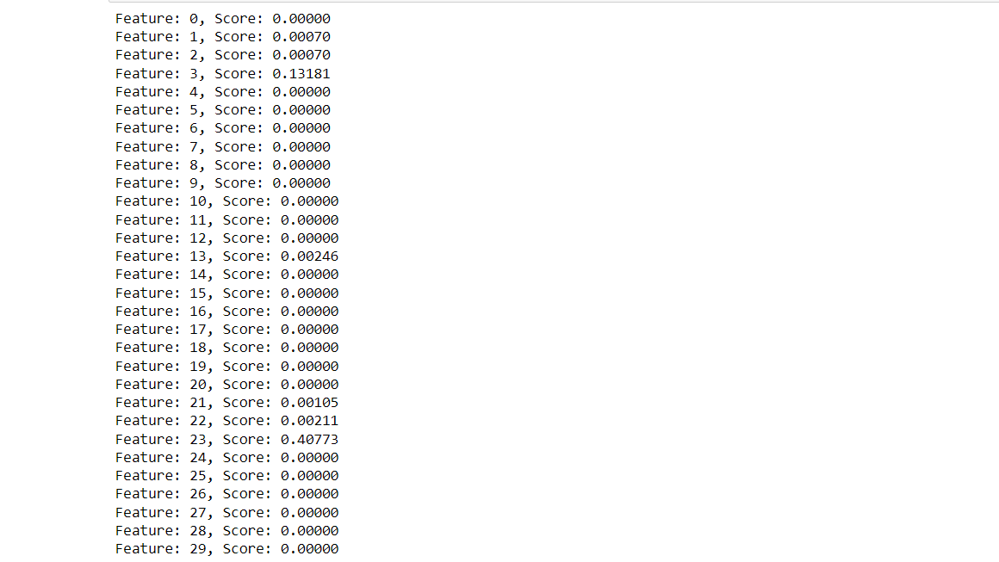 Feature: 0, Score: 0.00000
Feature: 1, Score: 0.00070
Feature: 2, Score: 0.00070
Feature: 3, Score: 0.13181
Feature: 4, Score: 0.00000
Feature: 5, Score: 0.00000
Feature: 6, Score: 0.00000
Feature: 7, Score: 0.00000
Feature: 8, Score: 0.00000
Feature: 9, Score: 0.00000
Feature: 10, Score: 0.00000
Feature: 11, Score: 0.00000
Feature: 12, Score: 0.00000
Feature: 13, Score: 0.00246
Feature: 14, Score: 0.00000
Feature: 15, Score: 0.00000
Feature: 16, Score: 0.00000
Feature: 17, Score: 0.00000
Feature: 18, Score: 0.00000
Feature: 19, Score: 0.00000
Feature: 20, Score: 0.00000
Feature: 21, Score: 0.00105
Feature: 22, Score: 0.00211
Feature: 23, Score: 0.40773
Feature: 24, Score: 0.00000
Feature: 25, Score: 0.00000
Feature: 26, Score: 0.00000
Feature: 27, Score: 0.00000
Feature: 28, Score: 0.00000
Feature: 29, Score: 0.00000